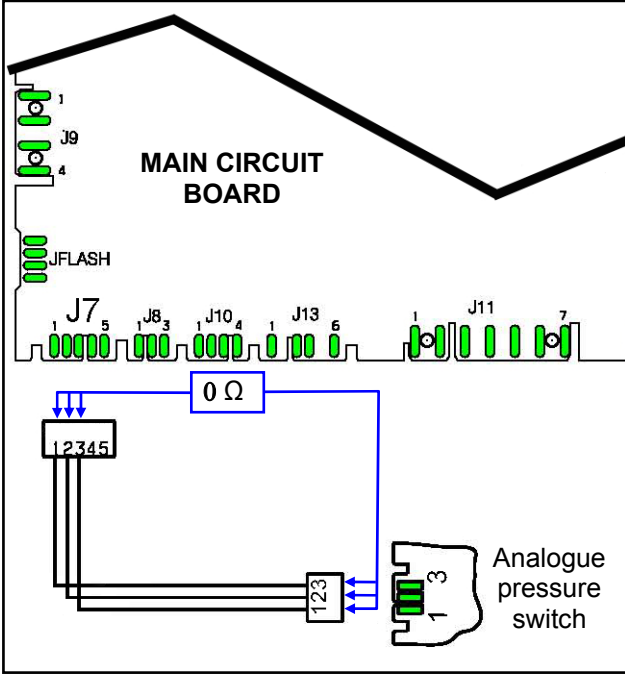 1
J9
4
MAIN CIRCUIT
BOARD
JFLASH
J7
1 5
J8
1 3
J10
1 4
J13
1 6
J11
1 7
0 Ω
12345
123
3
1
Analogue
pressure
switch